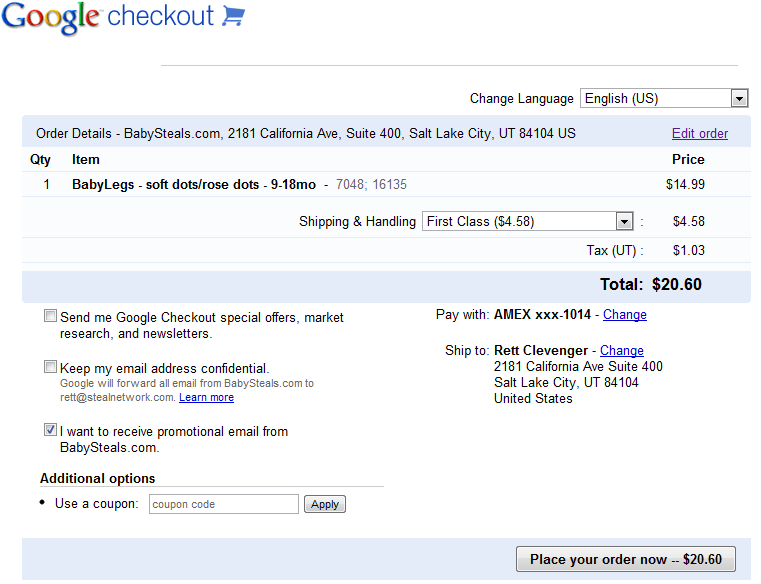 Google checkout
Change Language English (US)
Order Details - BabySteals.com, 2181 California Ave, Suite 400, Salt Lake City, UT 84104 US Edit order
Qty Item Price
1 BabyLegs - soft dots/rose dots - 9-18mo - 7048; 16135 $14.99
Shipping & Handling First Class ($4.58) : $4.58
Tax (UT) : $1.03
Total: $20.60
Send me Google Checkout special offers, market
research, and newsletters.
Keep my email address confidential.
Google will forward all email from BabySteals.com to
rett@stealnetwork.com. Learn more
I want to receive promotional email from
BabySteals.com.
Additional options
• Use a coupon: coupon code Apply
Pay with: AMEX xxx-1014 - Change
Ship to: Rett Clevenger - Change
2181 California Ave Suite 400
Salt Lake City, UT 84104
United States
Place your order now -- $20.60